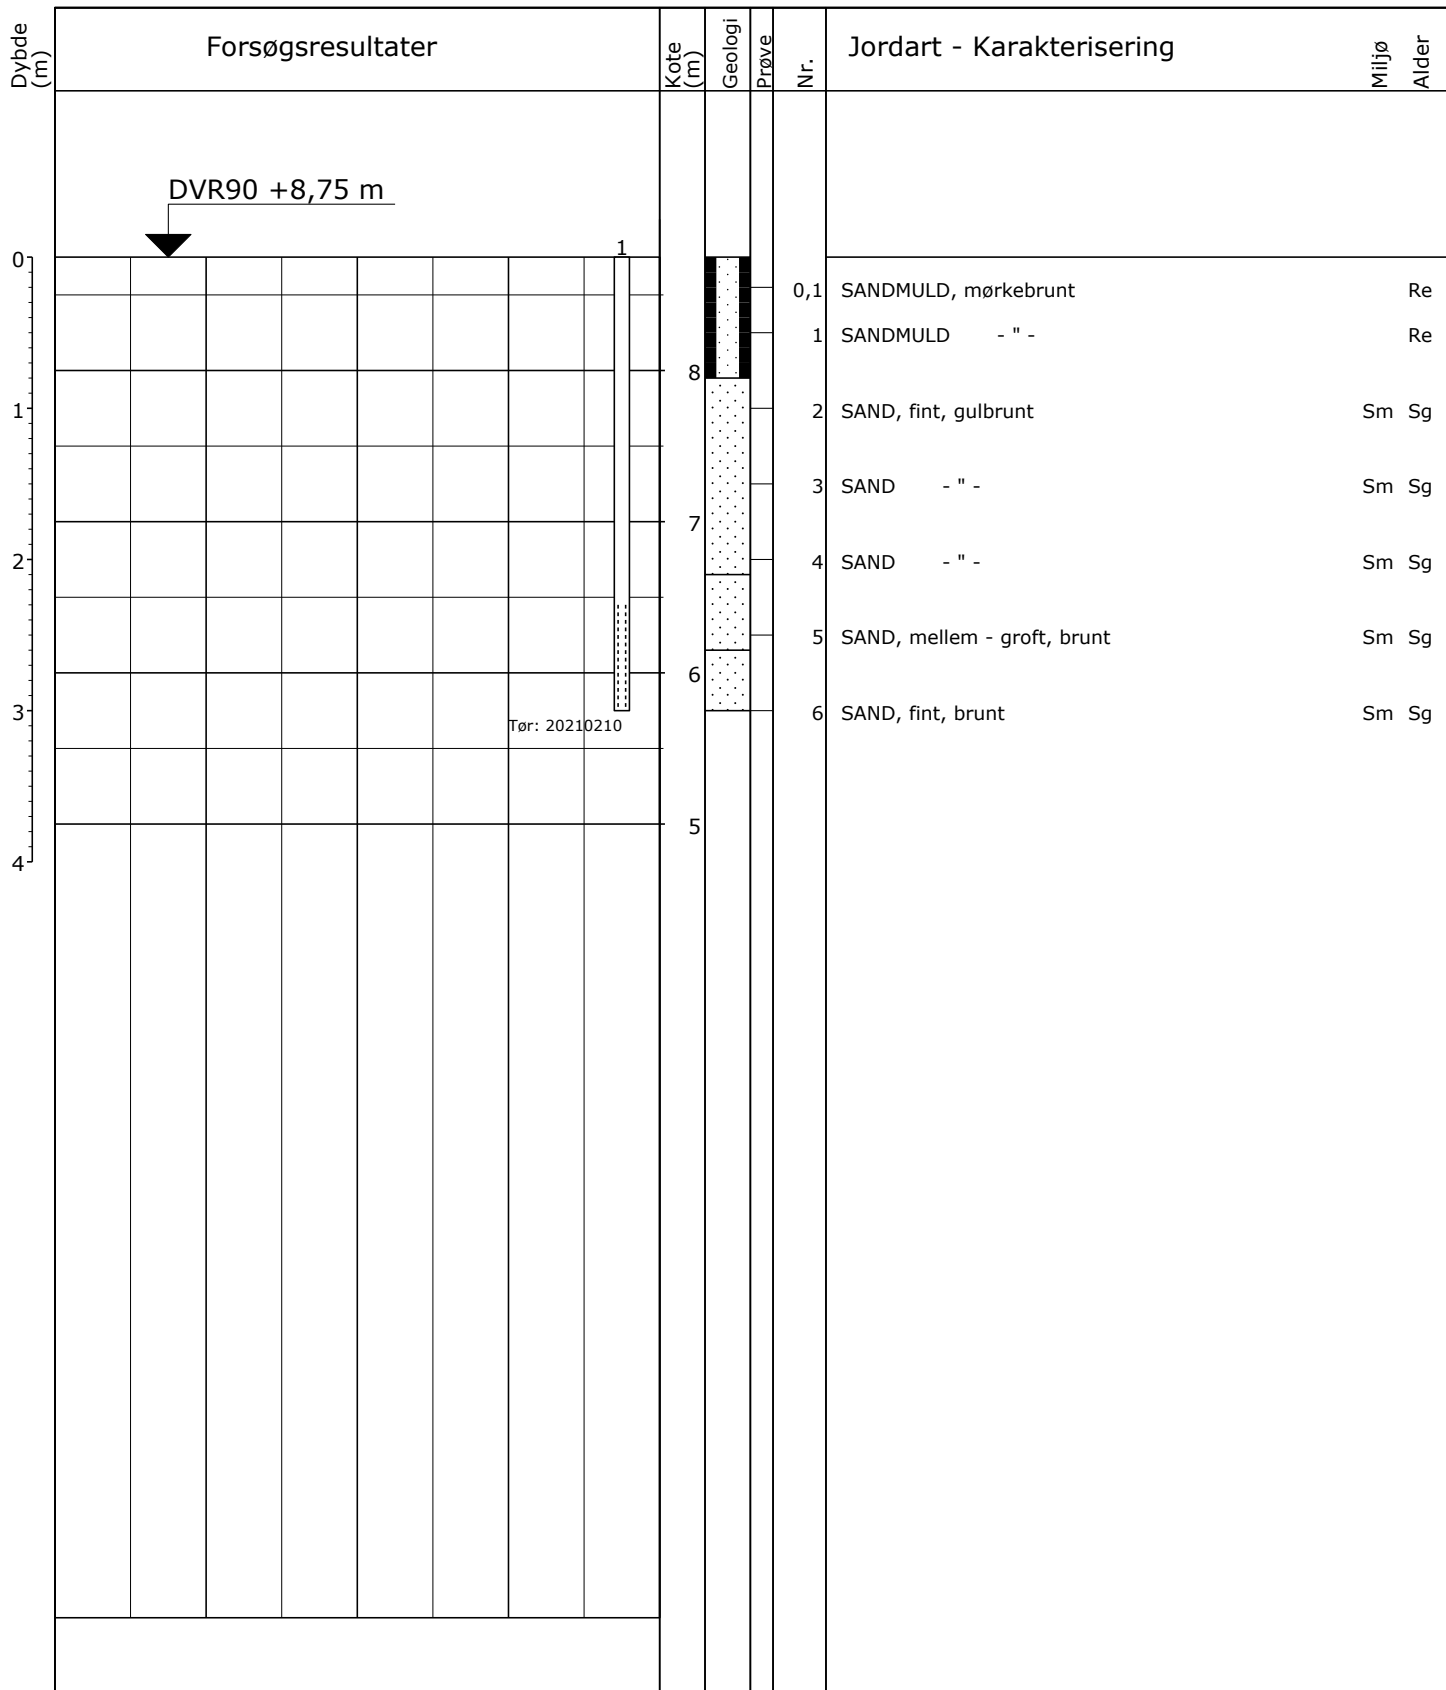 Dybde (m)
Forsøgsresultater
Kote (m)
Geologi
Prøve
Nr.
Jordart - Karakterisering
Miljø
Alder
DVR90 +8,75 m
1
0
0,1 SANDMULD, mørkebrunt Re
1 SANDMULD - " - Re
8
1
2 SAND, fint, gulbrunt Sm Sg
3 SAND - " - Sm Sg
7
2
4 SAND - " - Sm Sg
5 SAND, mellem - groft, brunt Sm Sg
6
3
6 SAND, fint, brunt Sm Sg
Tør: 20210210
5
4